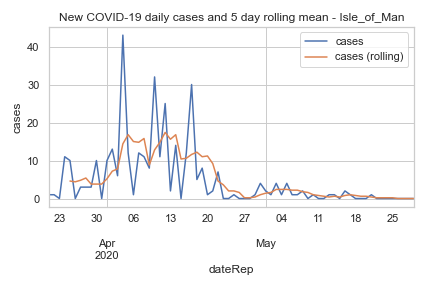 New COVID-19 daily cases and 5 day rolling mean - Isle_of_Man
cases
cases (rolling)
cases
40
30
20
10
0
23 30 06 13 20 27 04 11 18 25
Apr May
2020
dateRep